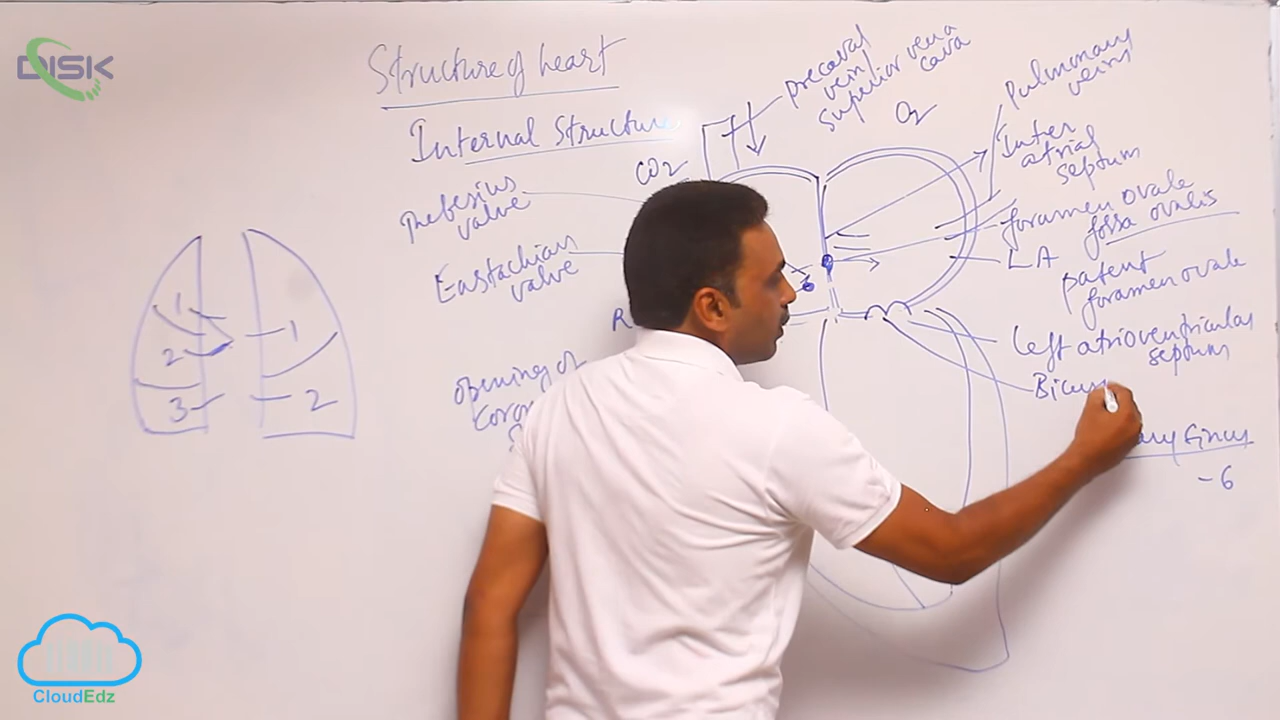 DISK
Structure of heart
Internal Structure
CO2
Thebesius
valve
Eustachian
valve
R
opening of
precaval
vein/
superior vena
cava
O2
Pulmonary
veins
Inter
atrial
septum
foramen ovale
fossa ovalis
LA
patent
foramen ovale
Left atrioventricular
septum
Bicus
-6
1
2
3
1
2
CloudEdz